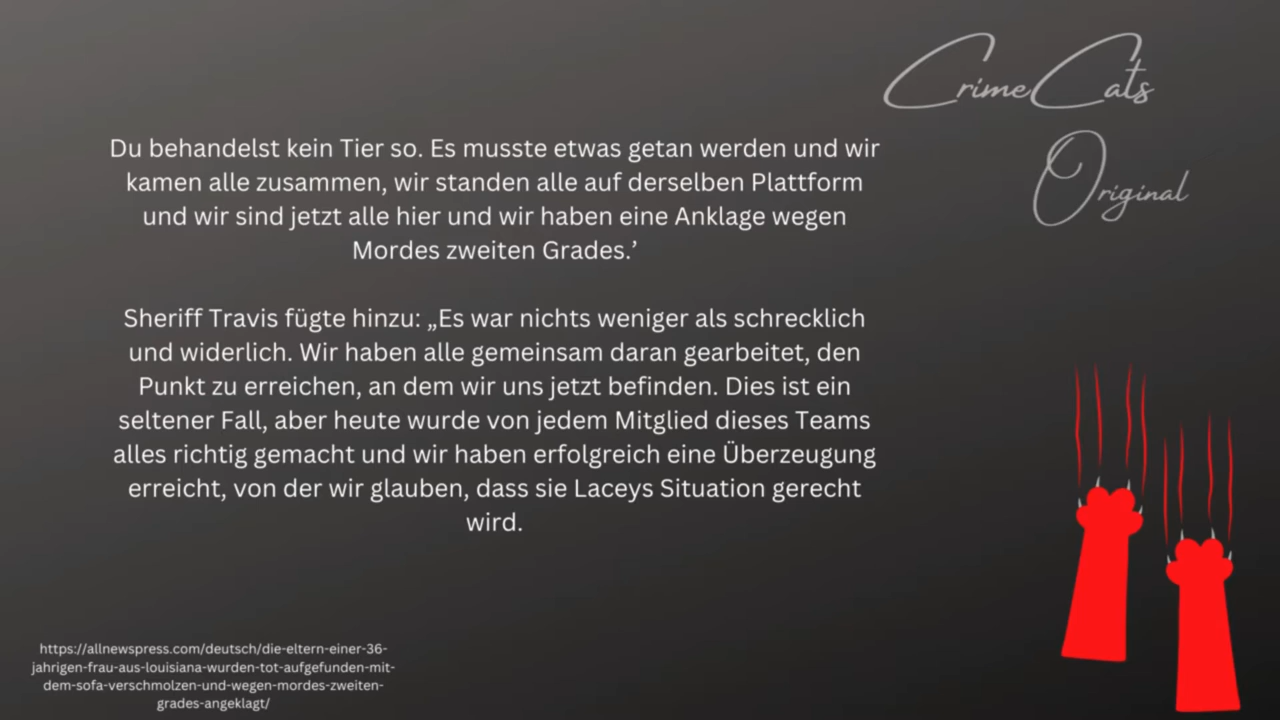 CrimeCats
Original
Du behandelst kein Tier so. Es musste etwas getan werden und wir
kamen alle zusammen, wir standen alle auf derselben Plattform
und wir sind jetzt alle hier und wir haben eine Anklage wegen
Mordes zweiten Grades.’
Sheriff Travis fügte hinzu: „Es war nichts weniger als schrecklich
und widerlich. Wir haben alle gemeinsam daran gearbeitet, den
Punkt zu erreichen, an dem wir uns jetzt befinden. Dies ist ein
seltener Fall, aber heute wurde von jedem Mitglied dieses Teams
alles richtig gemacht und wir haben erfolgreich eine Überzeugung
erreicht, von der wir glauben, dass sie Laceys Situation gerecht
wird.
https://allnewspress.com/deutsch/die-eltern-einer-36-
jahrigen-frau-aus-louisiana-wurden-tot-aufgefunden-mit-
dem-sofa-verschmolzen-und-wegen-mordes-zweiten-
grades-angeklagt/